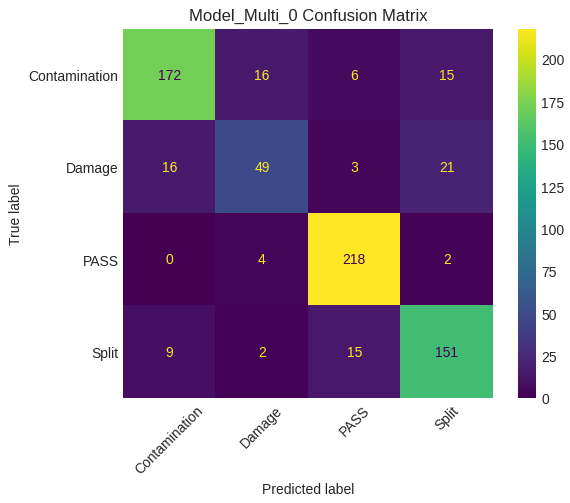 Model_Multi_0 Confusion Matrix
True label
Contamination 172 16 6 15
Damage 16 49 3 21
PASS 0 4 218 2
Split 9 2 15 151
Contamination Damage PASS Split
Predicted label
200
175
150
125
100
75
50
25
0